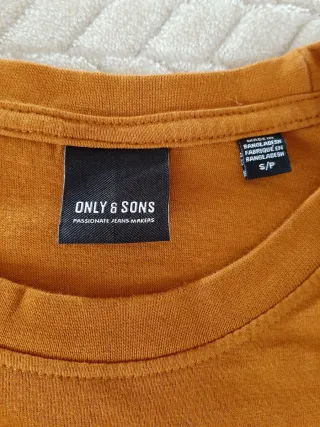 ONLY & SONS
PASSIONATE JEANS MAKERS
MADE IN
BANGLADESH
FABRIQUÉ EN
BANGLADESH
S/P